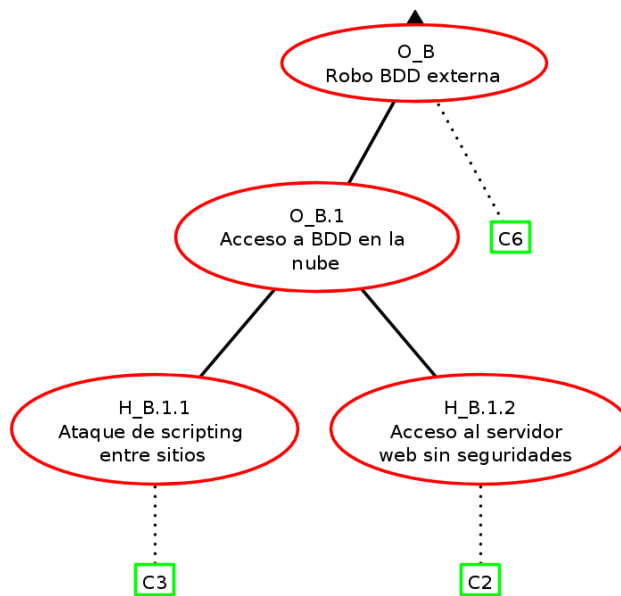 O_B
Robo BDD externa
O_B.1
Acceso a BDD en la
nube
C6
H_B.1.1
Ataque de scripting
entre sitios
H_B.1.2
Acceso al servidor
web sin seguridades
C3
C2